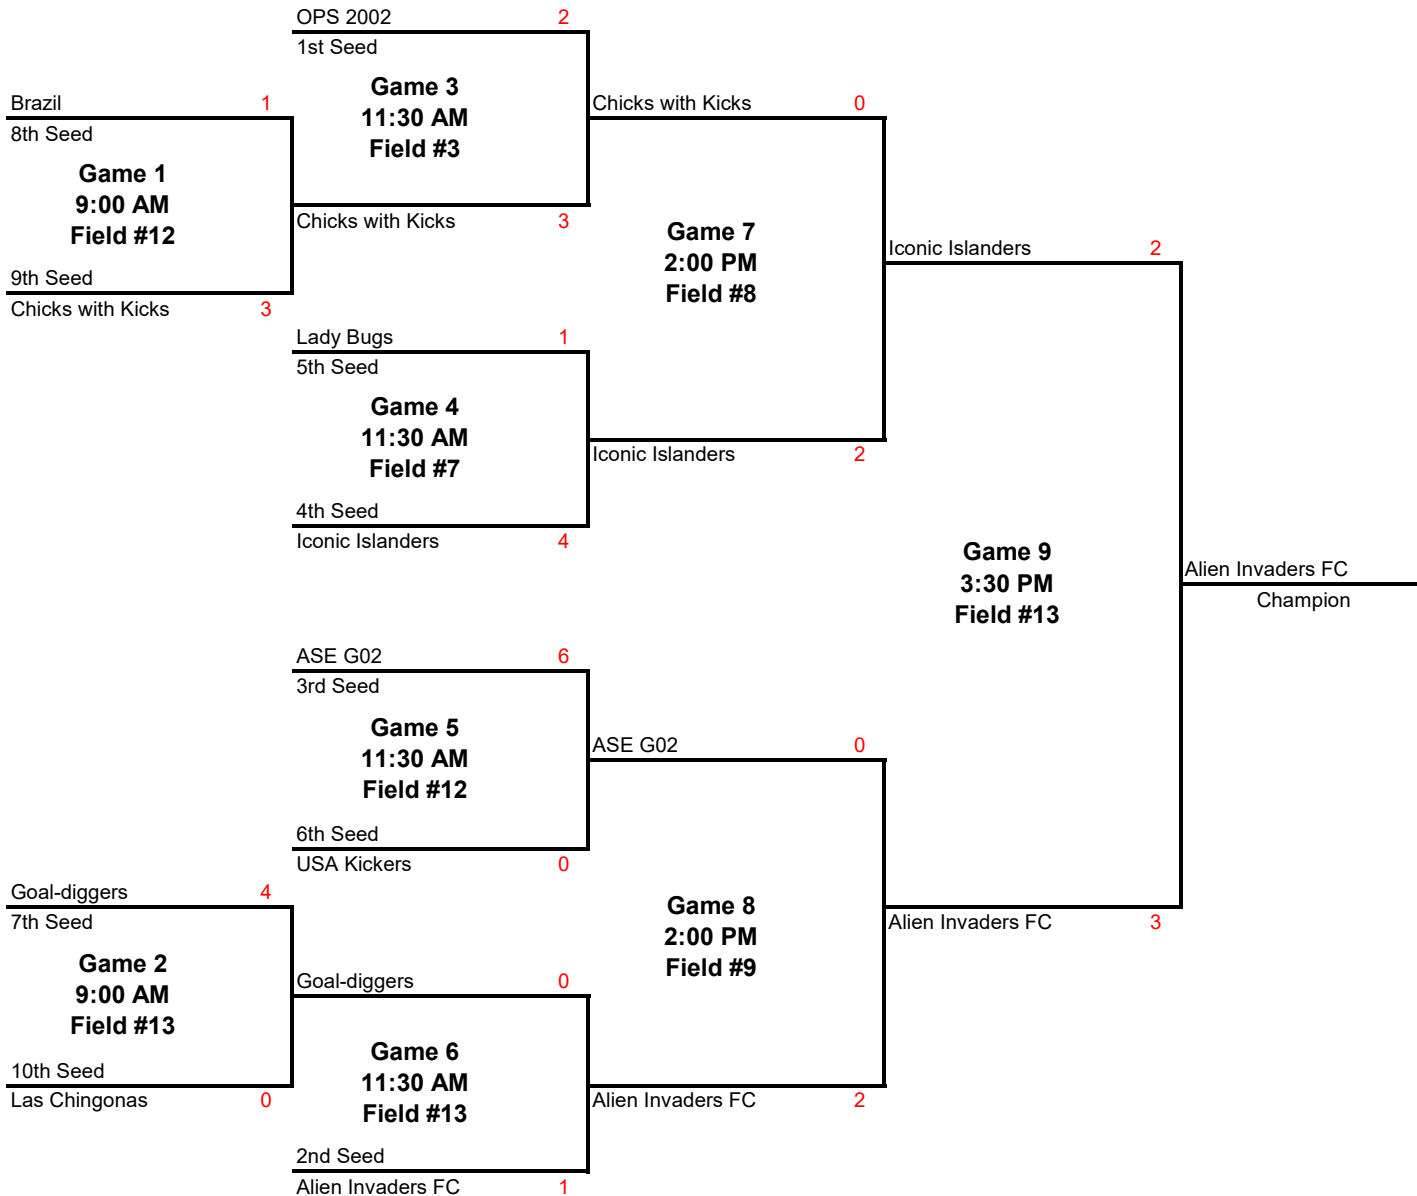 OPS 2002 2
1st Seed
Game 3
11:30 AM
Field #3
Chicks with Kicks 3
Brazil 1
8th Seed
Game 1
9:00 AM
Field #12
9th Seed
Chicks with Kicks 3
Chicks with Kicks 0
Game 7
2:00 PM
Field #8
Iconic Islanders 2
Lady Bugs 1
5th Seed
Game 4
11:30 AM
Field #7
4th Seed
Iconic Islanders 4
Iconic Islanders 2
Game 9
3:30 PM
Field #13
Alien Invaders FC 3
Alien Invaders FC
Champion
ASE G02 6
3rd Seed
Game 5
11:30 AM
Field #12
6th Seed
USA Kickers 0
ASE G02 0
Game 8
2:00 PM
Field #9
Alien Invaders FC 2
Goal-diggers 4
7th Seed
Game 2
9:00 AM
Field #13
10th Seed
Las Chingonas 0
Goal-diggers 0
Game 6
11:30 AM
Field #13
2nd Seed
Alien Invaders FC 1